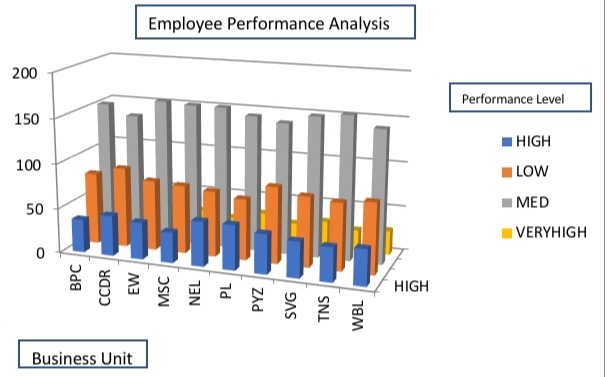 Employee Performance Analysis
200
150
100
50
0
BPC
CCDR
EW
MSC
NEL
PL
PYZ
SVG
TNS
WBL
HIGH
Business Unit
Performance Level
HIGH
LOW
MED
VERYHIGH